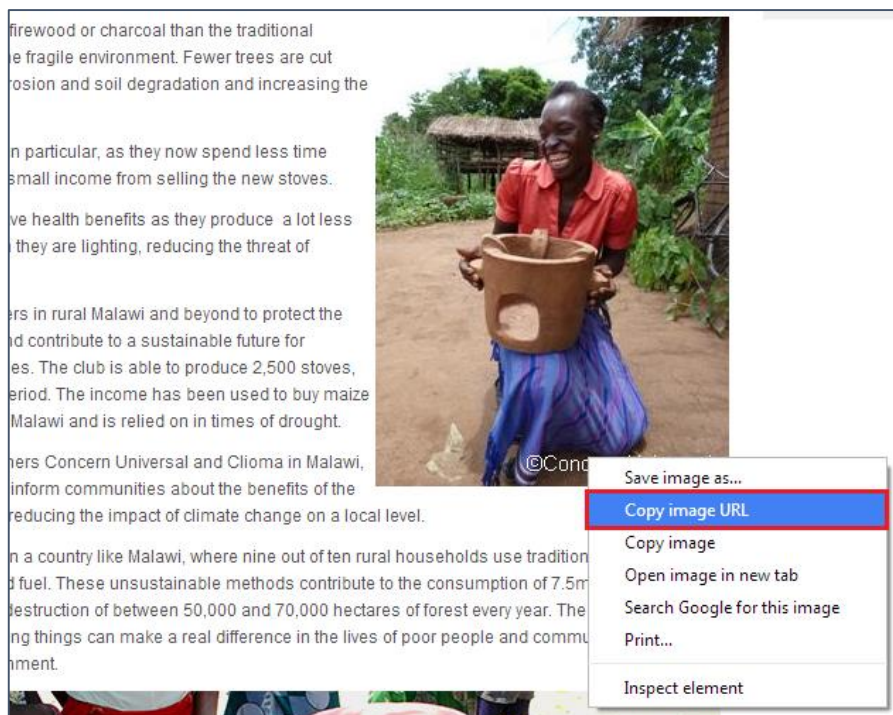 firewood or charcoal than the traditional
fragile environment. Fewer trees are cut
erosion and soil degradation and increasing the
n particular, as they now spend less time
small income from selling the new stoves.
ve health benefits as they produce a lot less
they are lighting, reducing the threat of
ers in rural Malawi and beyond to protect the
nd contribute to a sustainable future for
es. The club is able to produce 2,500 stoves,
eriod. The income has been used to buy maize
Malawi and is relied on in times of drought.
©Conc
ners Concern Universal and Clioma in Malawi,
inform communities about the benefits of the
reducing the impact of climate change on a local level.
n a country like Malawi, where nine out of ten rural households use tradition
d fuel. These unsustainable methods contribute to the consumption of 7.5m
destruction of between 50,000 and 70,000 hectares of forest every year. The
ng things can make a real difference in the lives of poor people and commu
nment.
Save image as...
Copy image URL
Copy image
Open image in new tab
Search Google for this image
Print...
Inspect element